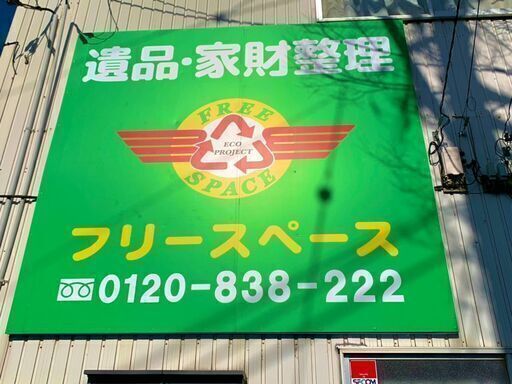 遺品・家財整理
FREE
ECO
PROJECT
SPACE
フリースペース
0120-838-222
SECOM